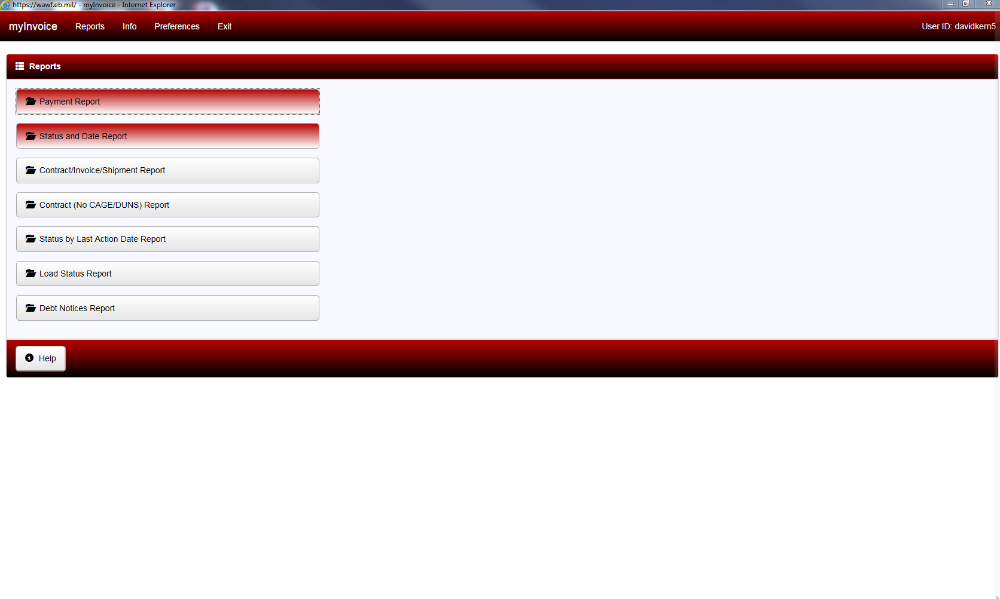 https://wawf.eb.mil/ - myInvoice - Internet Explorer
myInvoice Reports Info Preferences Exit User ID: davidkern5
Reports
Payment Report
Status and Date Report
Contract/Invoice/Shipment Report
Contract (No CAGE/DUNS) Report
Status by Last Action Date Report
Load Status Report
Debt Notices Report
Help